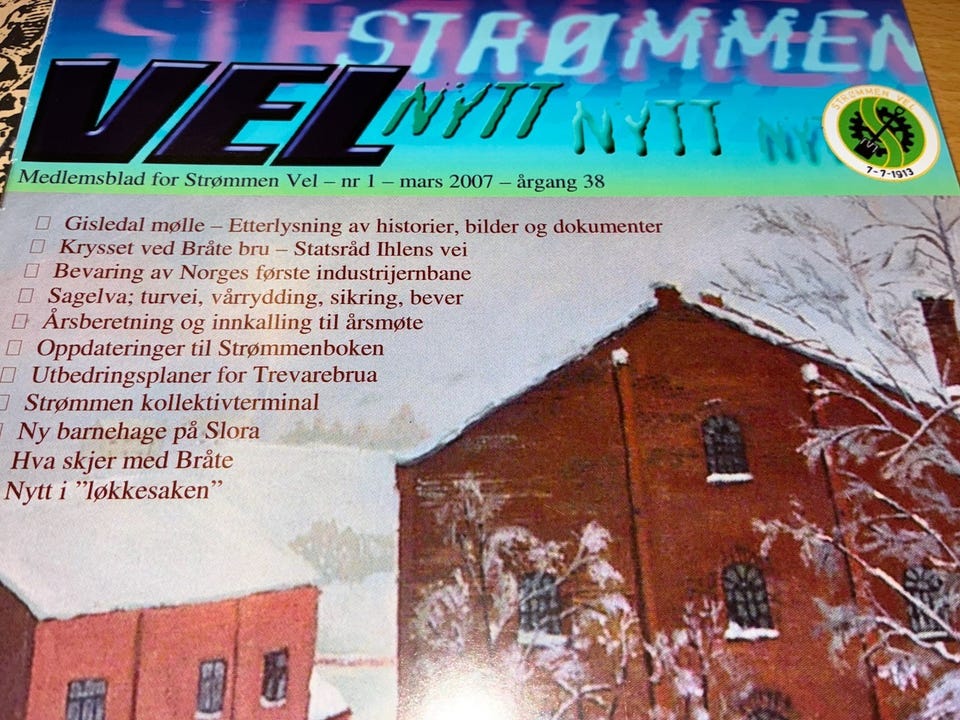 STRØMMEN
STRØMMEN
VEL NYTT NYTT NY
STRØMMEN VEL
7-7-1913
Medlemsblad for Strømmen Vel – nr 1 – mars 2007 – årgang 38
Gisledal mølle – Etterlysning av historier, bilder og dokumenter
Krysset ved Bråte bru – Statsråd Ihlens vei
Bevaring av Norges første industrijernbane
Sagelva; turvei, vårrydding, sikring, bever
Årsberetning og innkalling til årsmøte
Oppdateringer til Strømmenboken
Utbedringsplaner for Trevarebrua
Strømmen kollektivterminal
Ny barnehage på Slora
Hva skjer med Bråte
Nytt i ”løkkesaken”